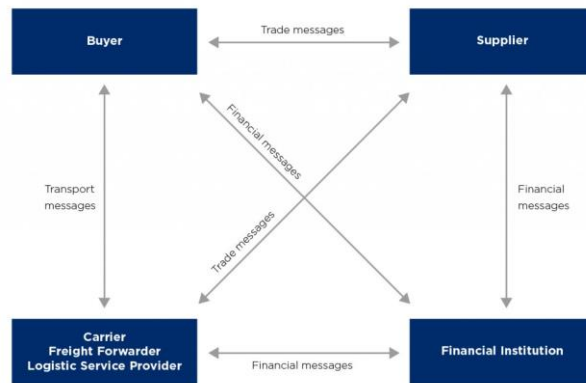 Buyer
Trade messages
Supplier
Financial messages
Transport
messages
Financial
messages
Trade messages
Carrier
Freight Forwarder
Logistic Service Provider
Financial messages
Financial Institution